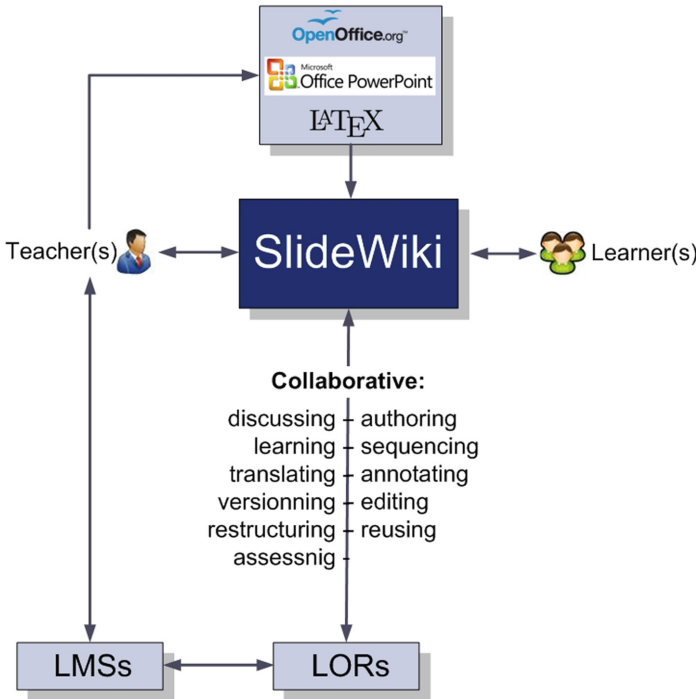 OpenOffice.org™
Microsoft
Office PowerPoint
LATEX
Teacher(s)
SlideWiki
Learner(s)
Collaborative:
discussing - authoring
learning - sequencing
translating - annotating
versionning - editing
restructuring - reusing
assessnig -
LMSs
LORs